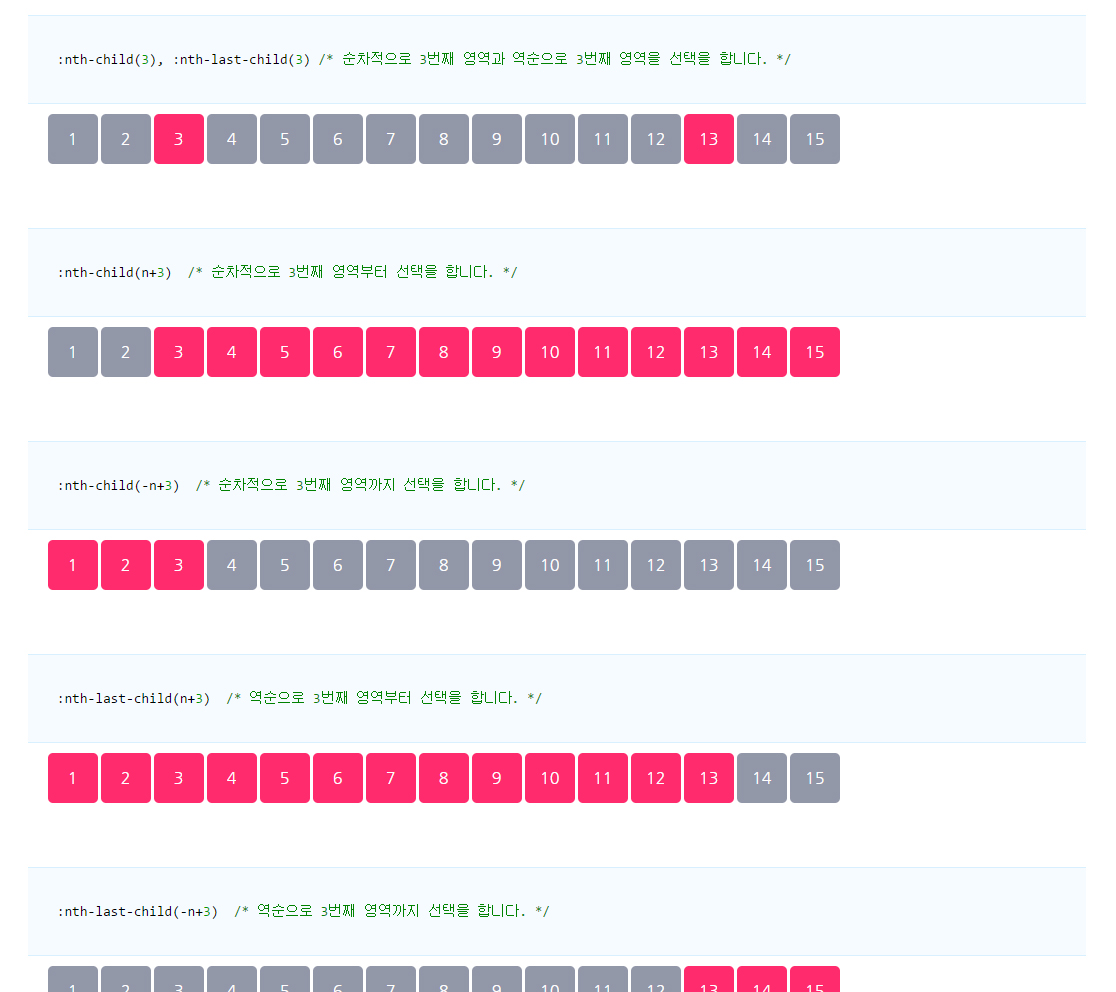 :nth-child(3), :nth-last-child(3) /* 순차적으로 3번째 영역과 역순으로 3번째 영역을 선택을 합니다. */
1 2 3 4 5 6 7 8 9 10 11 12 13 14 15
:nth-child(n+3)  /* 순차적으로 3번째 영역부터 선택을 합니다. */
1 2 3 4 5 6 7 8 9 10 11 12 13 14 15
:nth-child(-n+3)  /* 순차적으로 3번째 영역까지 선택을 합니다. */
1 2 3 4 5 6 7 8 9 10 11 12 13 14 15
:nth-last-child(n+3)  /* 역순으로 3번째 영역부터 선택을 합니다. */
1 2 3 4 5 6 7 8 9 10 11 12 13 14 15
:nth-last-child(-n+3)  /* 역순으로 3번째 영역까지 선택을 합니다. */
1 2 3 4 5 6 7 8 9 10 11 12 13 14 15